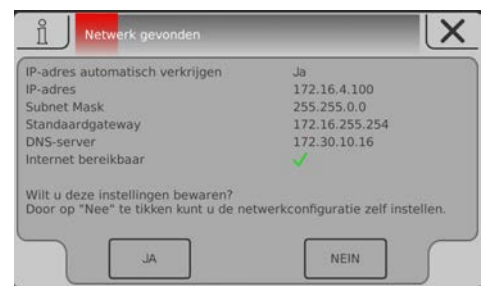 Netwerk gevonden
IP-adres automatisch verkrijgen Ja
IP-adres 172.16.4.100
Subnet Mask 255.255.0.0
Standaardgateway 172.16.255.254
DNS-server 172.30.10.16
Internet bereikbaar ✓
Wilt u deze instellingen bewaren?
Door op "Nee" te tikken kunt u de netwerkconfiguratie zelf instellen.
JA NEIN